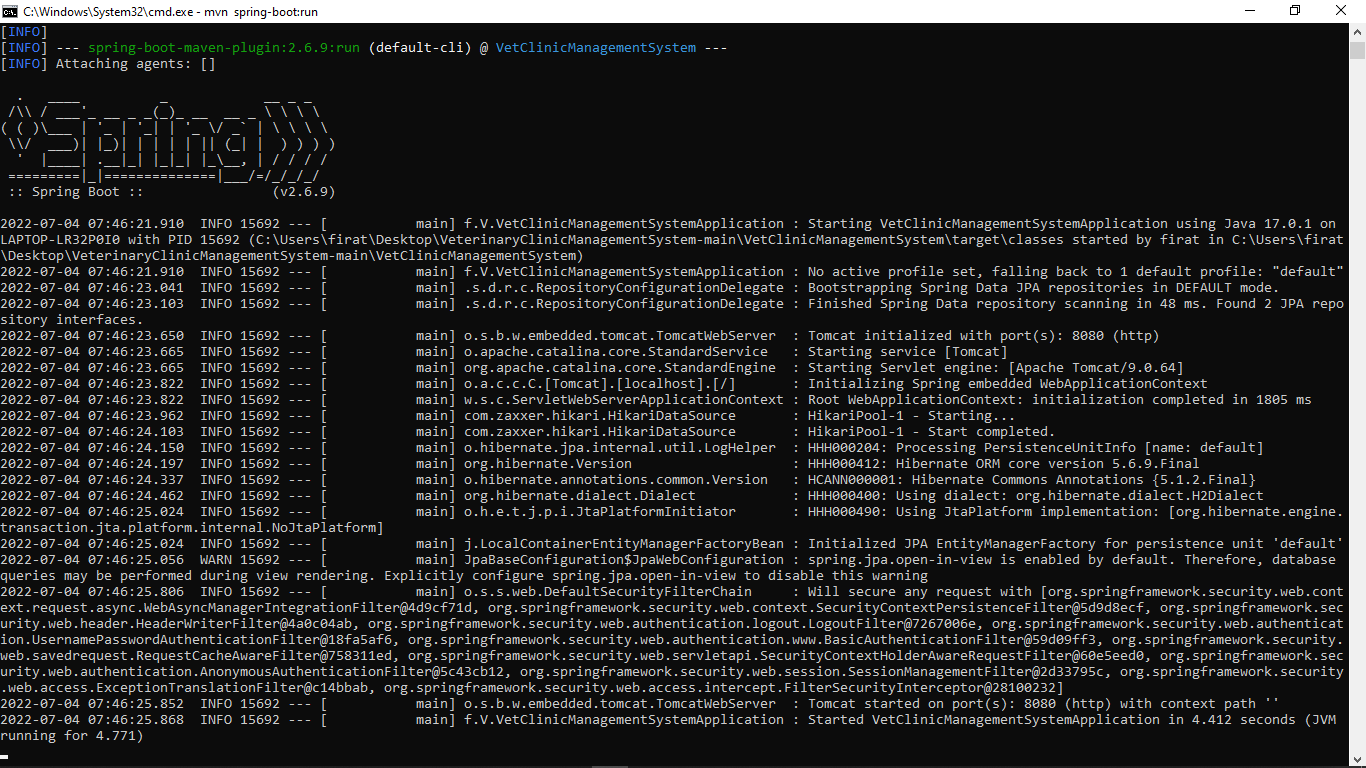 C:\Windows\System32\cmd.exe - mvn  spring-boot:run
[INFO]
[INFO] --- spring-boot-maven-plugin:2.6.9:run (default-cli) @ VetClinicManagementSystem ---
[INFO] Attaching agents: []
  .   ____          _            __ _ _
 /\\ / ___'_ __ _ _(_)_ __  __ _ \ \ \ \
( ( )\___ | '_ | '_| | '_ \/ _` | \ \ \ \
 \\/  ___)| |_)| | | | | || (_| |  ) ) ) )
  '  |____| .__|_| |_|_| |_\__, | / / / /
 =========|_|==============|___/=/_/_/_/
 :: Spring Boot ::                (v2.6.9)
2022-07-04 07:46:21.910  INFO 15692 --- [           main] f.V.VetClinicManagementSystemApplication : Starting VetClinicManagementSystemApplication using Java 17.0.1 on
LAPTOP-LR32P0I0 with PID 15692 (C:\Users\firat\Desktop\VeterinaryClinicManagementSystem-main\VetClinicManagementSystem\target\classes started by firat in C:\Users\firat
\Desktop\VeterinaryClinicManagementSystem-main\VetClinicManagementSystem)
2022-07-04 07:46:21.910  INFO 15692 --- [           main] f.V.VetClinicManagementSystemApplication : No active profile set, falling back to 1 default profile: "default"
2022-07-04 07:46:23.041  INFO 15692 --- [           main] .s.d.r.c.RepositoryConfigurationDelegate : Bootstrapping Spring Data JPA repositories in DEFAULT mode.
2022-07-04 07:46:23.103  INFO 15692 --- [           main] .s.d.r.c.RepositoryConfigurationDelegate : Finished Spring Data repository scanning in 48 ms. Found 2 JPA repo
sitory interfaces.
2022-07-04 07:46:23.650  INFO 15692 --- [           main] o.s.b.w.embedded.tomcat.TomcatWebServer  : Tomcat initialized with port(s): 8080 (http)
2022-07-04 07:46:23.665  INFO 15692 --- [           main] o.apache.catalina.core.StandardService   : Starting service [Tomcat]
2022-07-04 07:46:23.665  INFO 15692 --- [           main] org.apache.catalina.core.StandardEngine  : Starting Servlet engine: [Apache Tomcat/9.0.64]
2022-07-04 07:46:23.822  INFO 15692 --- [           main] o.a.c.c.C.[Tomcat].[localhost].[/]       : Initializing Spring embedded WebApplicationContext
2022-07-04 07:46:23.822  INFO 15692 --- [           main] w.s.c.ServletWebServerApplicationContext : Root WebApplicationContext: initialization completed in 1805 ms
2022-07-04 07:46:23.962  INFO 15692 --- [           main] com.zaxxer.hikari.HikariDataSource       : HikariPool-1 - Starting...
2022-07-04 07:46:24.103  INFO 15692 --- [           main] com.zaxxer.hikari.HikariDataSource       : HikariPool-1 - Start completed.
2022-07-04 07:46:24.150  INFO 15692 --- [           main] o.hibernate.jpa.internal.util.LogHelper  : HHH000204: Processing PersistenceUnitInfo [name: default]
2022-07-04 07:46:24.197  INFO 15692 --- [           main] org.hibernate.Version                    : HHH000412: Hibernate ORM core version 5.6.9.Final
2022-07-04 07:46:24.337  INFO 15692 --- [           main] o.hibernate.annotations.common.Version   : HCANN000001: Hibernate Commons Annotations {5.1.2.Final}
2022-07-04 07:46:24.462  INFO 15692 --- [           main] org.hibernate.dialect.Dialect            : HHH000400: Using dialect: org.hibernate.dialect.H2Dialect
2022-07-04 07:46:25.024  INFO 15692 --- [           main] o.h.e.t.j.p.i.JtaPlatformInitiator       : HHH000490: Using JtaPlatform implementation: [org.hibernate.engine.
transaction.jta.platform.internal.NoJtaPlatform]
2022-07-04 07:46:25.024  INFO 15692 --- [           main] j.LocalContainerEntityManagerFactoryBean : Initialized JPA EntityManagerFactory for persistence unit 'default'
2022-07-04 07:46:25.056  WARN 15692 --- [           main] JpaBaseConfiguration$JpaWebConfiguration : spring.jpa.open-in-view is enabled by default. Therefore, database
queries may be performed during view rendering. Explicitly configure spring.jpa.open-in-view to disable this warning
2022-07-04 07:46:25.806  INFO 15692 --- [           main] o.s.s.web.DefaultSecurityFilterChain     : Will secure any request with [org.springframework.security.web.cont
ext.request.async.WebAsyncManagerIntegrationFilter@4d9cf71d, org.springframework.security.web.context.SecurityContextPersistenceFilter@5d9d8ecf, org.springframework.sec
urity.web.header.HeaderWriterFilter@4a0c04ab, org.springframework.security.web.authentication.logout.LogoutFilter@7267006e, org.springframework.security.web.authenticat
ion.UsernamePasswordAuthenticationFilter@18fa5af6, org.springframework.security.web.authentication.www.BasicAuthenticationFilter@59d09ff3, org.springframework.security.
web.savedrequest.RequestCacheAwareFilter@758311ed, org.springframework.security.web.servletapi.SecurityContextHolderAwareRequestFilter@60e5eed0, org.springframework.sec
urity.web.authentication.AnonymousAuthenticationFilter@5c43cb12, org.springframework.security.web.session.SessionManagementFilter@2d33795c, org.springframework.security
.web.access.ExceptionTranslationFilter@c14bbab, org.springframework.security.web.access.intercept.FilterSecurityInterceptor@28100232]
2022-07-04 07:46:25.852  INFO 15692 --- [           main] o.s.b.w.embedded.tomcat.TomcatWebServer  : Tomcat started on port(s): 8080 (http) with context path ''
2022-07-04 07:46:25.868  INFO 15692 --- [           main] f.V.VetClinicManagementSystemApplication : Started VetClinicManagementSystemApplication in 4.412 seconds (JVM
running for 4.771)